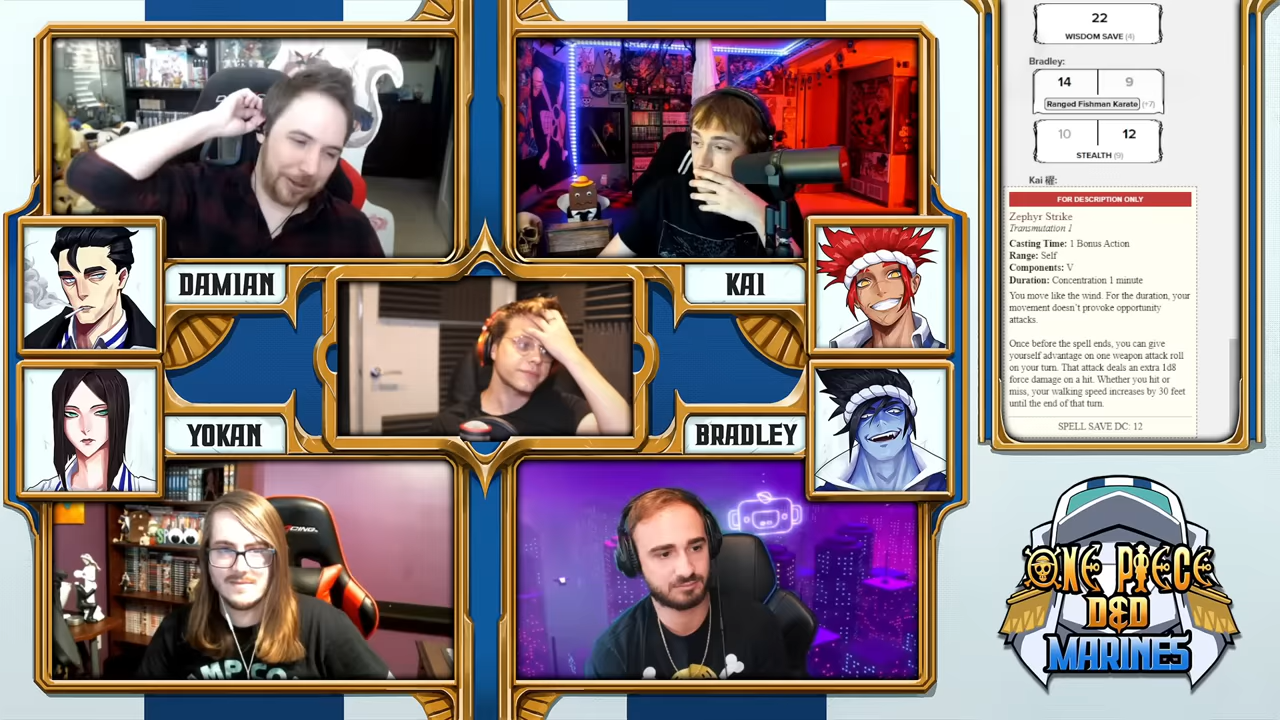 DAMIAN
KAI
YOKAN
BRADLEY
22
WISDOM SAVE (4)
Bradley:
14 9
Ranged Fishman Karate (+7)
10 12
STEALTH (9)
Kai 櫂:
FOR DESCRIPTION ONLY
Zephyr Strike
Transmutation 1
Casting Time: 1 Bonus Action
Range: Self
Components: V
Duration: Concentration 1 minute
You move like the wind. For the duration, your
movement doesn't provoke opportunity
attacks.
Once before the spell ends, you can give
yourself advantage on one weapon attack roll
on your turn. That attack deals an extra 1d8
force damage on a hit. Whether you hit or
miss, your walking speed increases by 30 feet
until the end of that turn.
SPELL SAVE DC: 12
ONE PIECE
D&D
MARINES